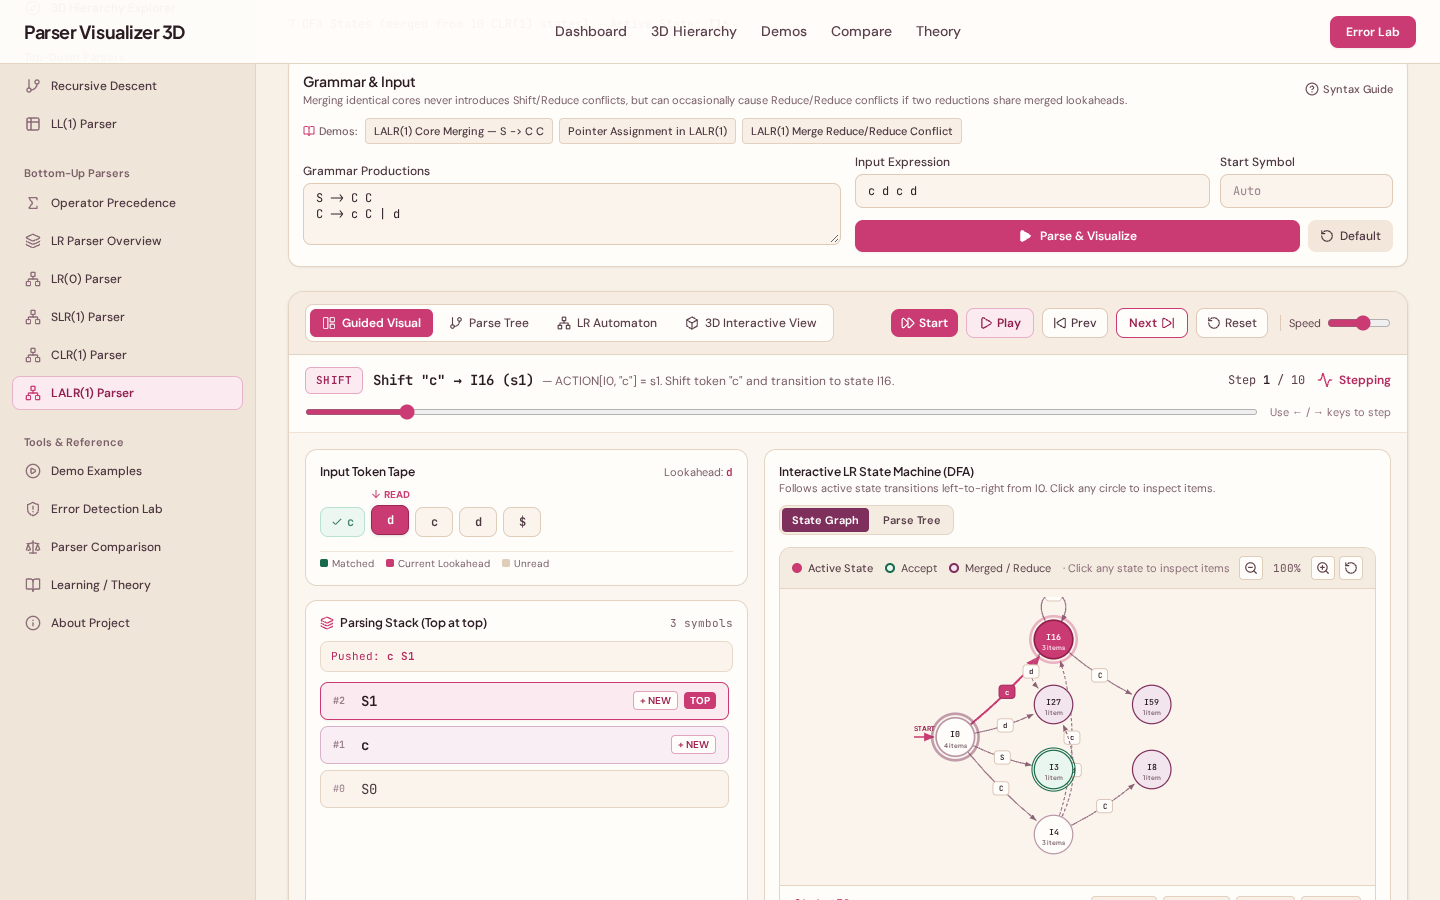 3D Hierarchy Explorer
Parser Visualizer 3D
Dashboard
3D Hierarchy
Demos
Compare
Theory
Error Lab
Top-Down Parsers
Recursive Descent
LL(1) Parser
Bottom-Up Parsers
Operator Precedence
LR Parser Overview
LR(0) Parser
SLR(1) Parser
CLR(1) Parser
LALR(1) Parser
Tools & Reference
Demo Examples
Error Detection Lab
Parser Comparison
Learning / Theory
About Project
Grammar & Input
Merging identical cores never introduces Shift/Reduce conflicts, but can occasionally cause Reduce/Reduce conflicts if two reductions share merged lookaheads.
Syntax Guide
Demos:
LALR(1) Core Merging — S -> C C
Pointer Assignment in LALR(1)
LALR(1) Merge Reduce/Reduce Conflict
Grammar Productions
S → C C
C → c C | d
Input Expression
c d c d
Start Symbol
Auto
Parse & Visualize
Default
Guided Visual
Parse Tree
LR Automaton
3D Interactive View
Start
Play
Prev
Next
Reset
Speed
SHIFT
Shift "c" → I16 (s1)
— ACTION[I0, "c"] = s1. Shift token "c" and transition to state I16.
Step 1 / 10
Stepping
Use ← / → keys to step
Input Token Tape
Lookahead: d
↓ READ
✓ c
d
c
d
$
Matched
Current Lookahead
Unread
Parsing Stack (Top at top)
3 symbols
Pushed: c S1
#2 S1
+ NEW
TOP
#1 c
+ NEW
#0 S0
Interactive LR State Machine (DFA)
Follows active state transitions left-to-right from I0. Click any circle to inspect items.
State Graph
Parse Tree
Active State
Accept
Merged / Reduce
· Click any state to inspect items
100%
I16
3 items
d
C
c
I27
1 item
I59
1 item
d
START
I0
4 items
c
S
I3
1 item
I8
1 item
C
C
I4
3 items